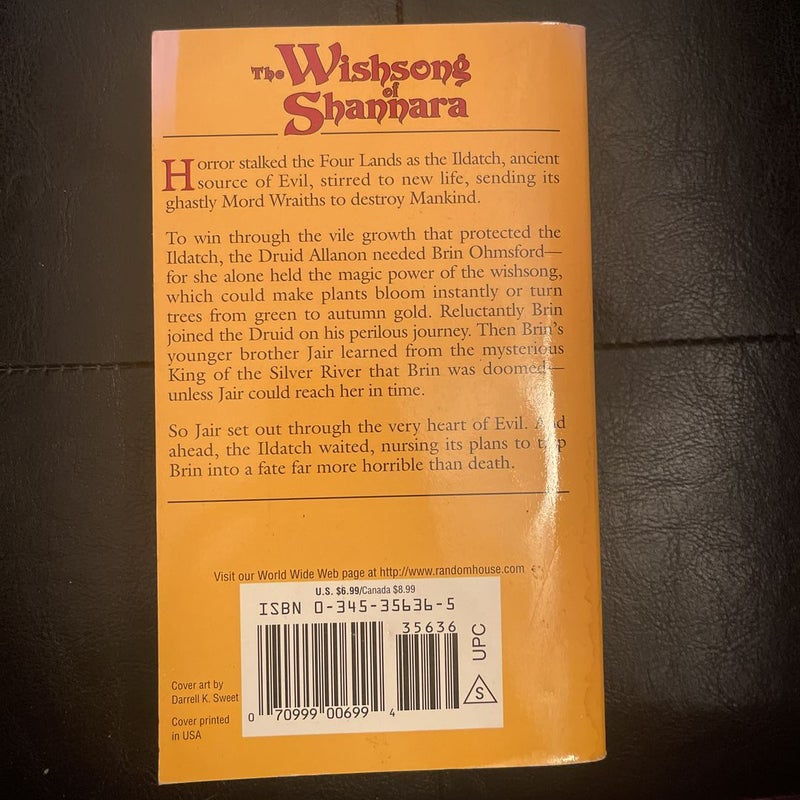 The Wishsong
of
Shannara
Horror stalked the Four Lands as the Ildatch, ancient
source of Evil, stirred to new life, sending its
ghastly Mord Wraiths to destroy Mankind.
To win through the vile growth that protected the
Ildatch, the Druid Allanon needed Brin Ohmsford—
for she alone held the magic power of the wishsong,
which could make plants bloom instantly or turn
trees from green to autumn gold. Reluctantly Brin
joined the Druid on his perilous journey. Then Brin's
younger brother Jair learned from the mysterious
King of the Silver River that Brin was doomed—
unless Jair could reach her in time.
So Jair set out through the very heart of Evil. And
ahead, the Ildatch waited, nursing its plans to trap
Brin into a fate far more horrible than death.
Visit our World Wide Web page at http://www.randomhouse.com
U.S. $6.99/Canada $8.99
ISBN 0-345-35636-5
35636
UPC
S
0 70999 00699 4
Cover art by
Darrell K. Sweet
Cover printed
in USA